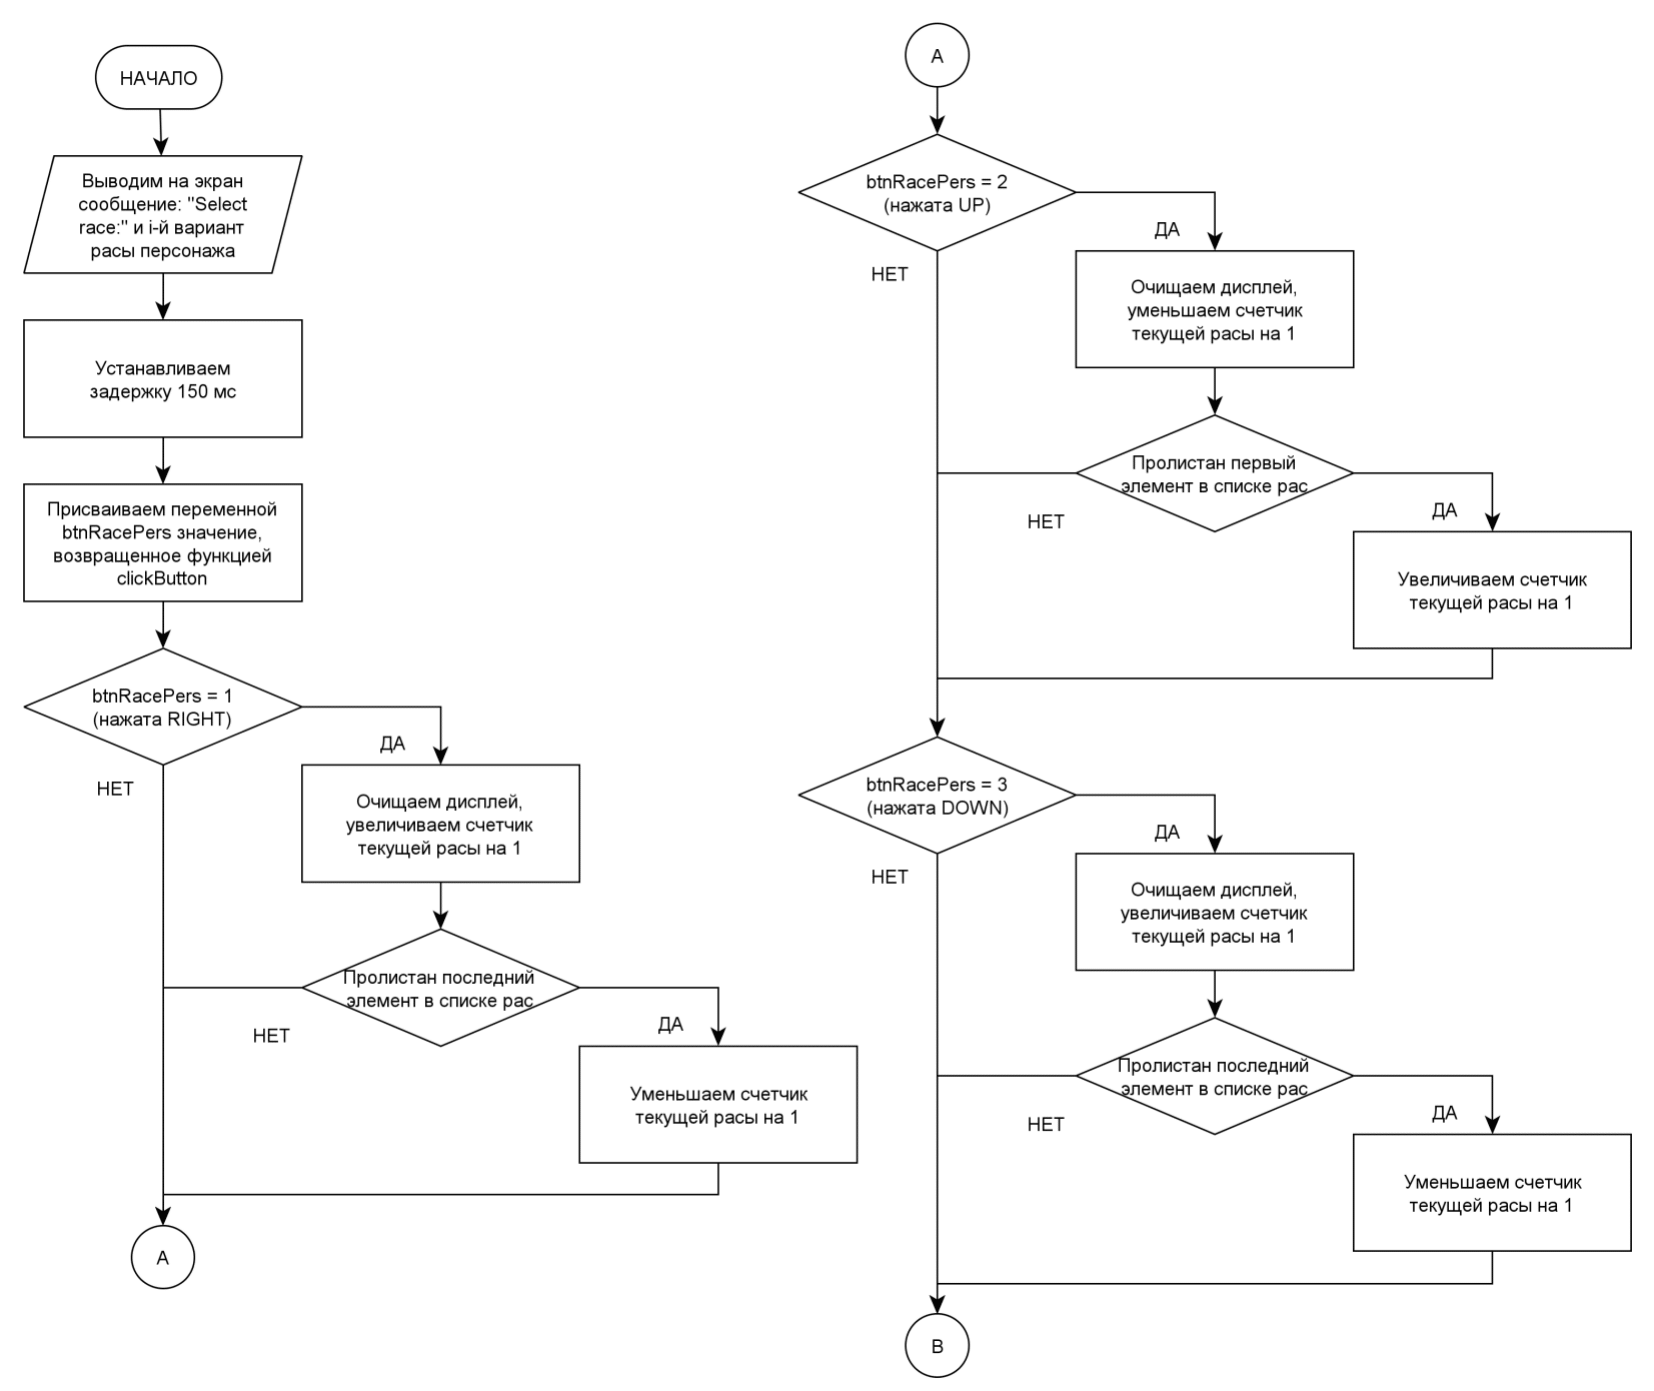 НАЧАЛО
Выводим на экран
сообщение: "Select
race:" и i-й вариант
расы персонажа
Устанавливаем
задержку 150 мс
Присваиваем переменной
btnRacePers значение,
возвращенное функцией
clickButton
btnRacePers = 1
(нажата RIGHT)
ДА
НЕТ
Очищаем дисплей,
увеличиваем счетчик
текущей расы на 1
Пролистан последний
элемент в списке рас
ДА
НЕТ
Уменьшаем счетчик
текущей расы на 1
A
A
btnRacePers = 2
(нажата UP)
ДА
НЕТ
Очищаем дисплей,
уменьшаем счетчик
текущей расы на 1
Пролистан первый
элемент в списке рас
ДА
НЕТ
Увеличиваем счетчик
текущей расы на 1
btnRacePers = 3
(нажата DOWN)
ДА
НЕТ
Очищаем дисплей,
увеличиваем счетчик
текущей расы на 1
Пролистан последний
элемент в списке рас
ДА
НЕТ
Уменьшаем счетчик
текущей расы на 1
B